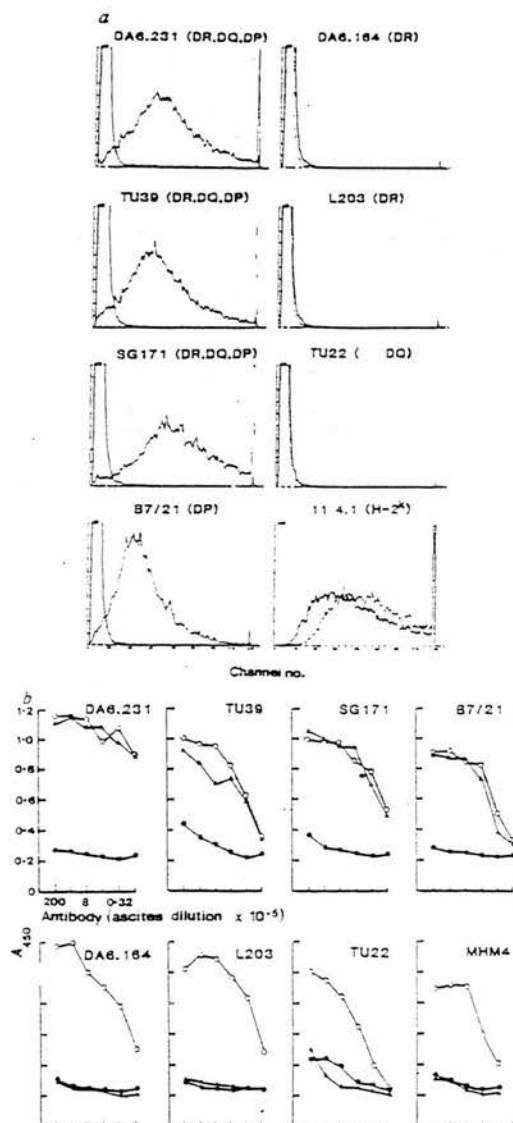 a
DA6.231 (DR,DQ,DP) DA6.164 (DR)
TU39 (DR,DQ,DP) L203 (DR)
SG171 (DR,DQ,DP) TU22 ( DQ)
B7/21 (DP) 11 4.1 (H-2ᴷ)
Channel no.
b
DA6.231 TU39 SG171 B7/21
1·2
1·0
0·8
0·6
0·4
0·2
0
200 8 0·32
Antibody (ascites dilution x 10⁻⁵)
A450
DA6.164 L203 TU22 MHM4